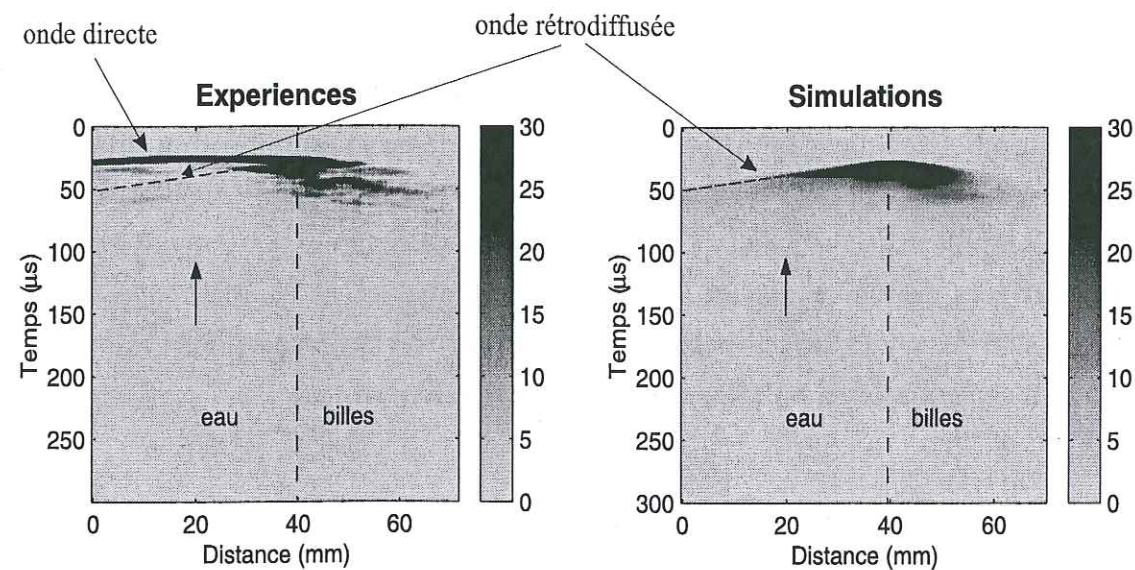 onde directe
onde rétrodiffusée
Experiences
0
50
100
150
200
250
Temps (µs)
eau
billes
0
20
40
60
Distance (mm)
30
25
20
15
10
5
0
Simulations
0
50
100
150
200
250
300
Temps (µs)
eau
billes
0
20
40
60
Distance (mm)
30
25
20
15
10
5
0